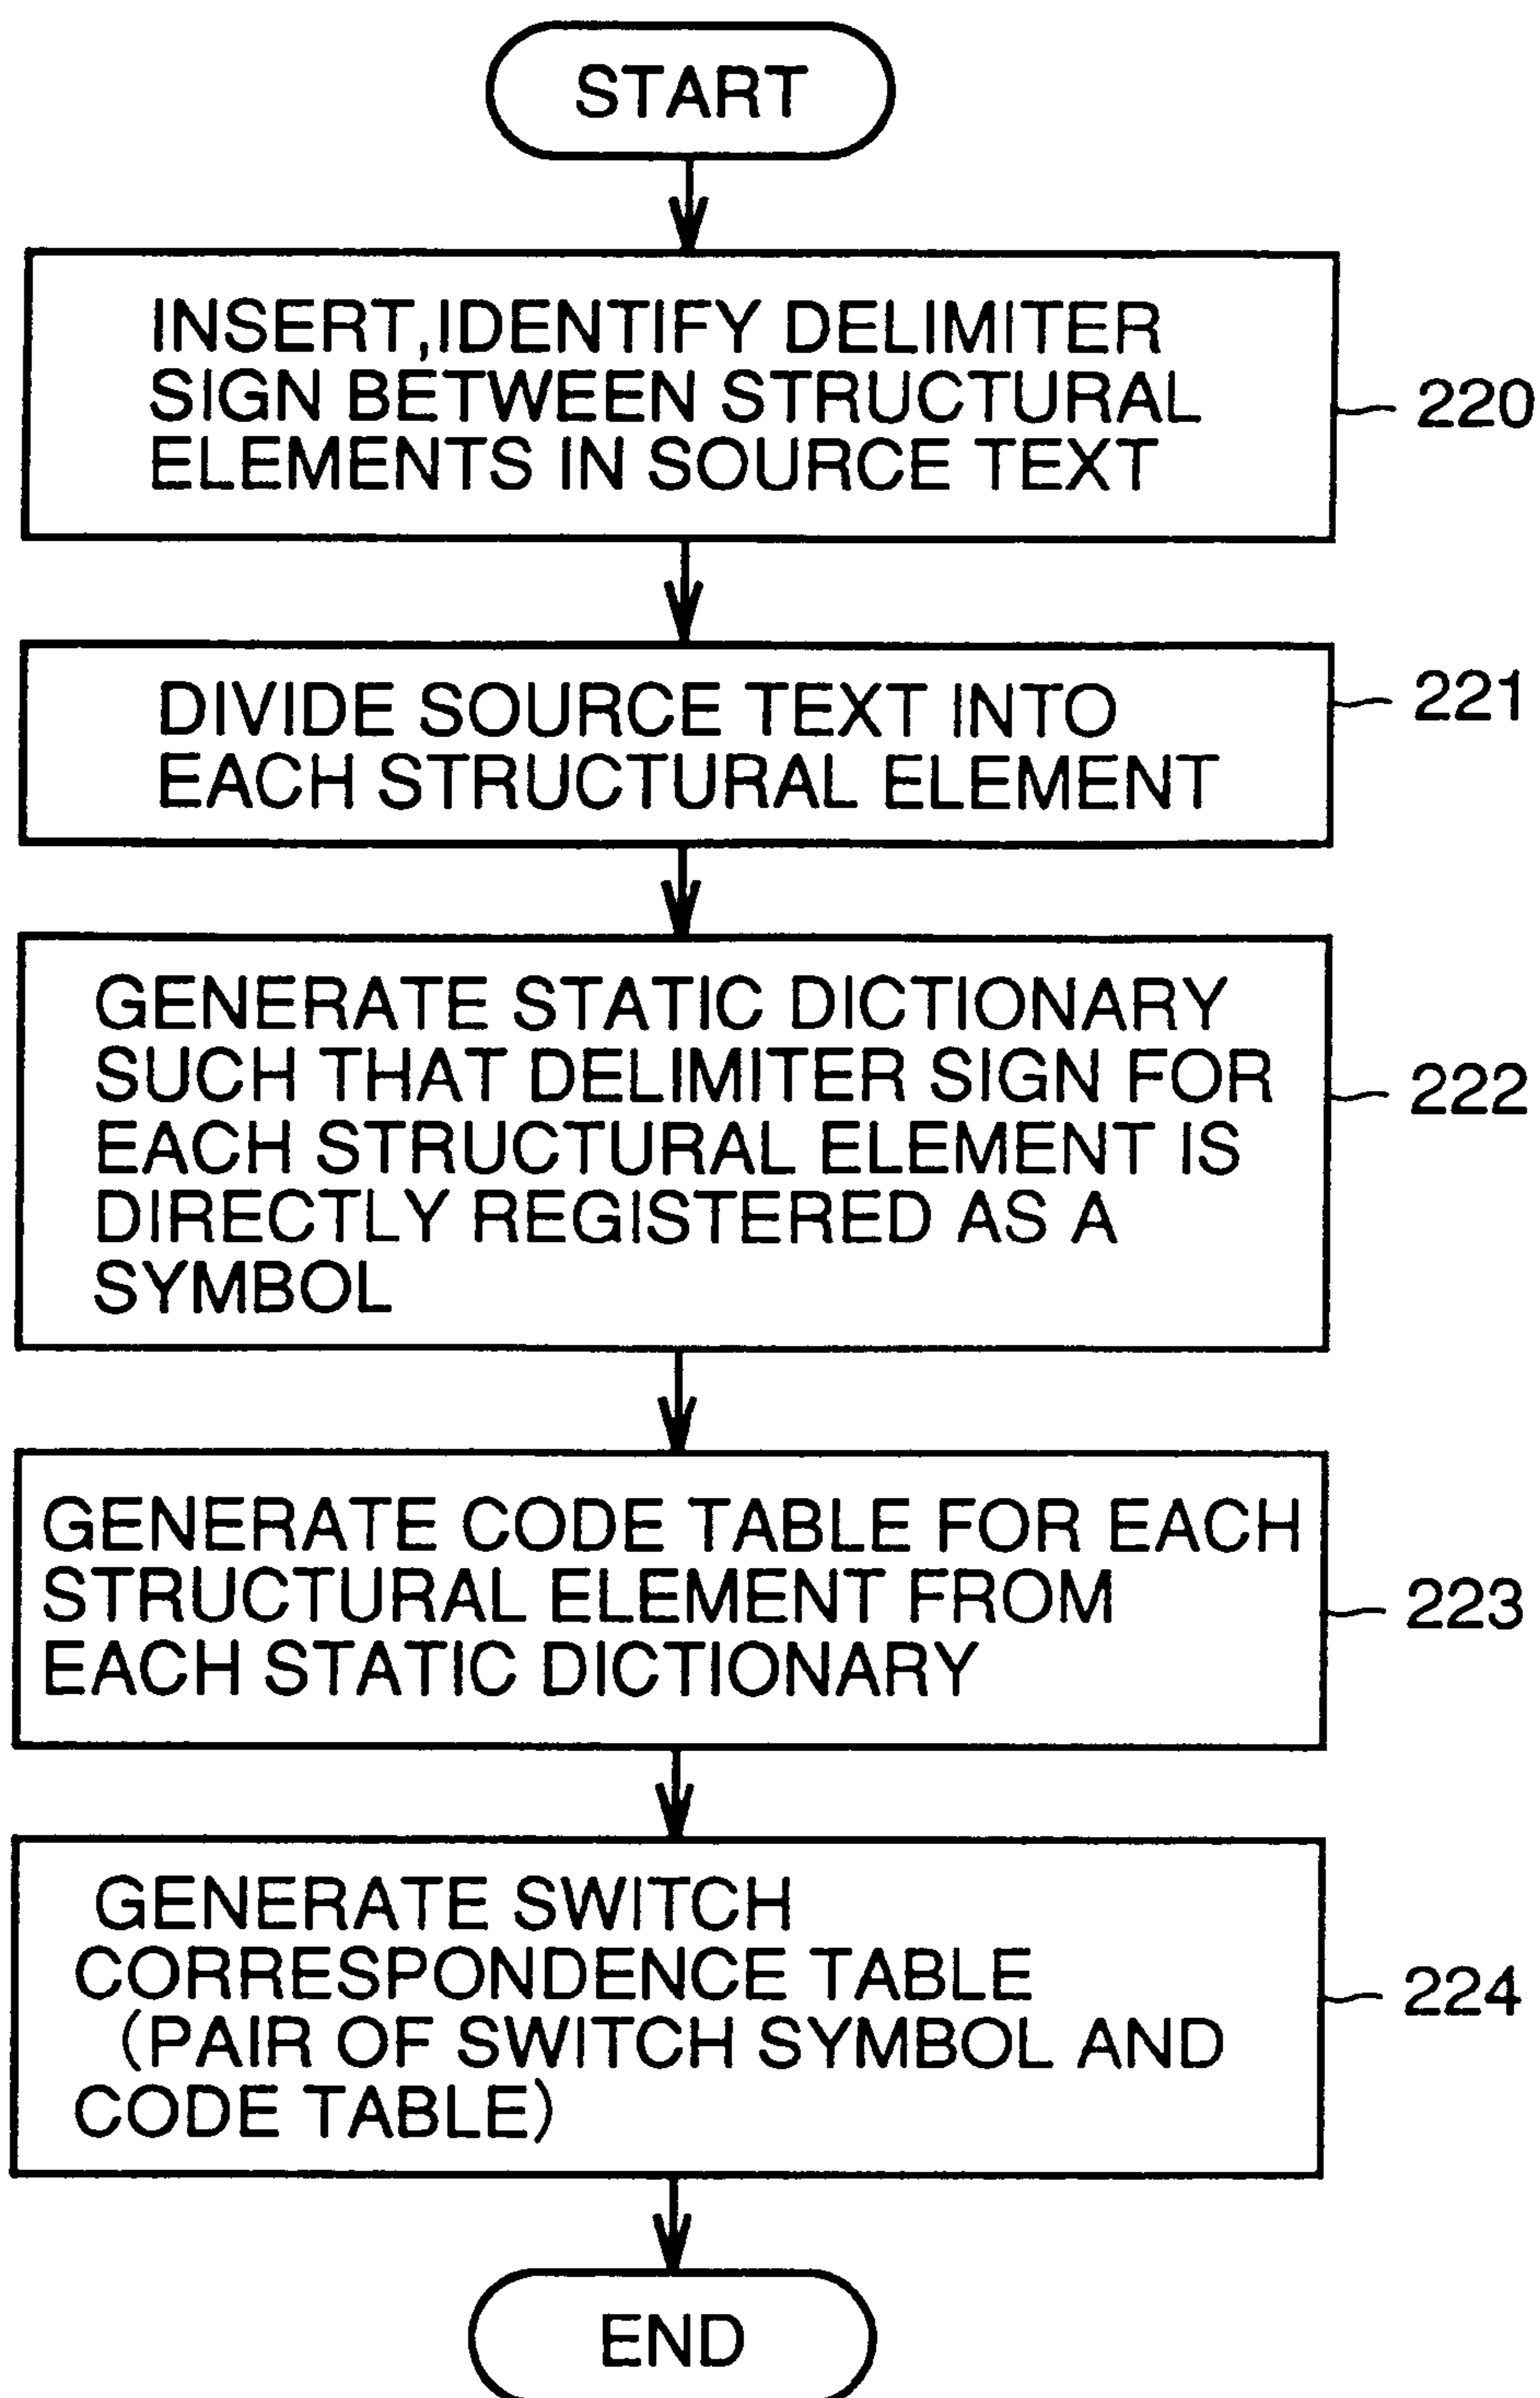 START
INSERT,IDENTIFY DELIMITER
SIGN BETWEEN STRUCTURAL
ELEMENTS IN SOURCE TEXT
220
DIVIDE SOURCE TEXT INTO
EACH STRUCTURAL ELEMENT
221
GENERATE STATIC DICTIONARY
SUCH THAT DELIMITER SIGN FOR
EACH STRUCTURAL ELEMENT IS
DIRECTLY REGISTERED AS A
SYMBOL
222
GENERATE CODE TABLE FOR EACH
STRUCTURAL ELEMENT FROM
EACH STATIC DICTIONARY
223
GENERATE SWITCH
CORRESPONDENCE TABLE
(PAIR OF SWITCH SYMBOL AND
CODE TABLE)
224
END